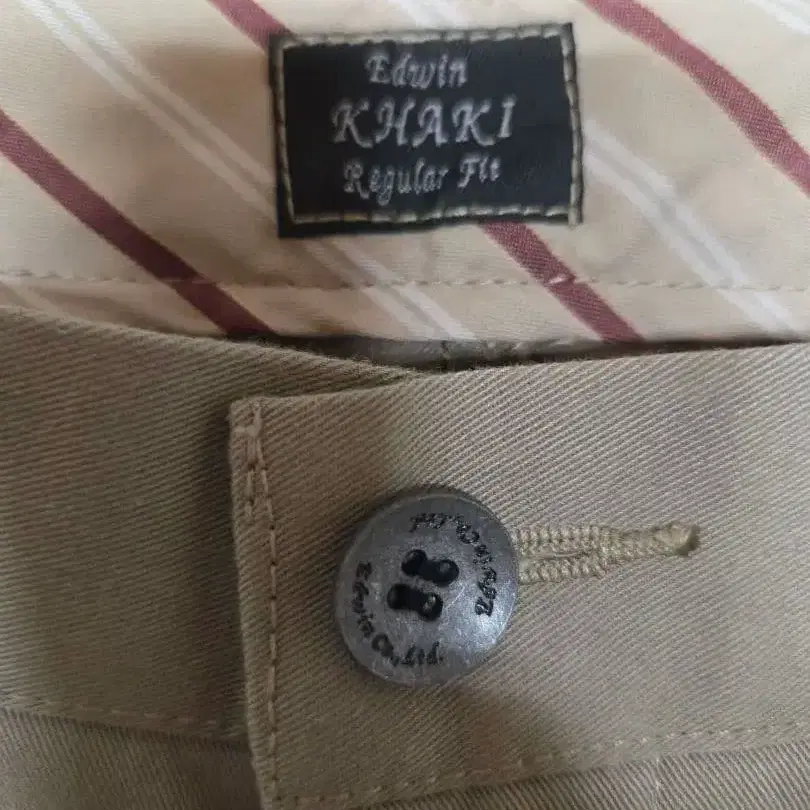 Edwin
KHAKI
Regular Fit
Edwin Co., Ltd.
Edwin Co., Ltd.